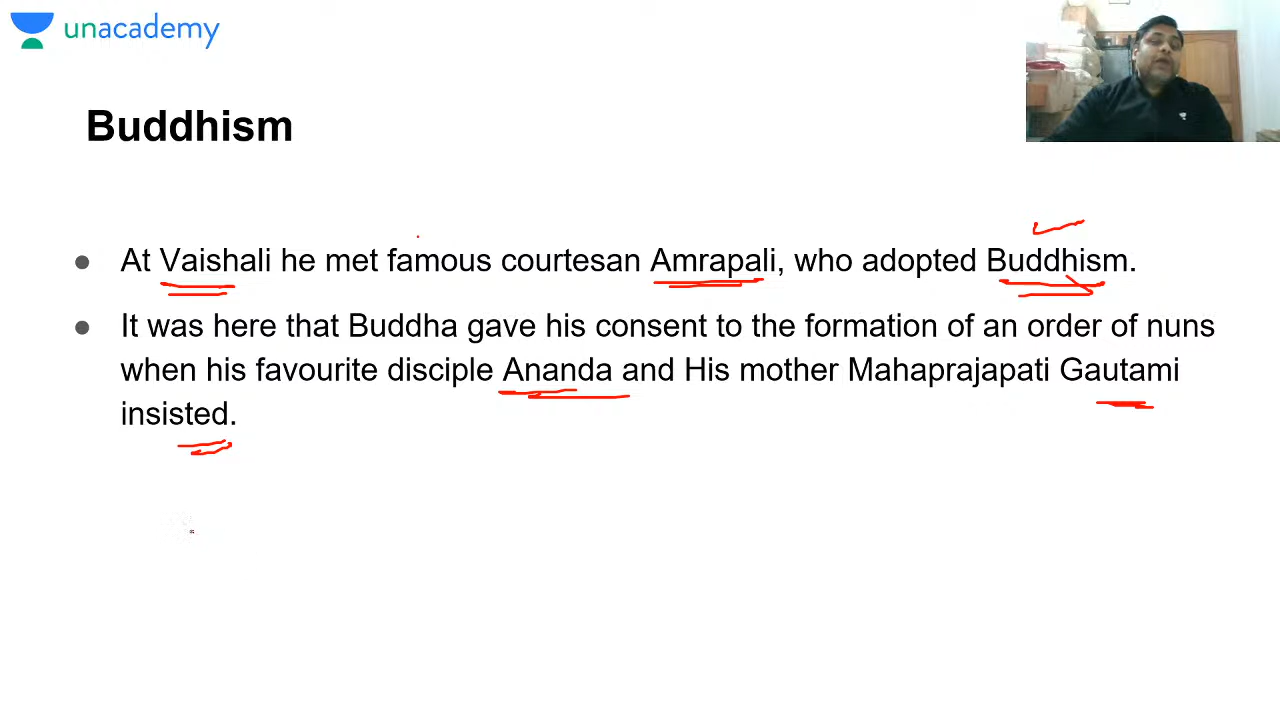 unacademy
Buddhism
● At Vaishali he met famous courtesan Amrapali, who adopted Buddhism.
● It was here that Buddha gave his consent to the formation of an order of nuns
when his favourite disciple Ananda and His mother Mahaprajapati Gautami
insisted.